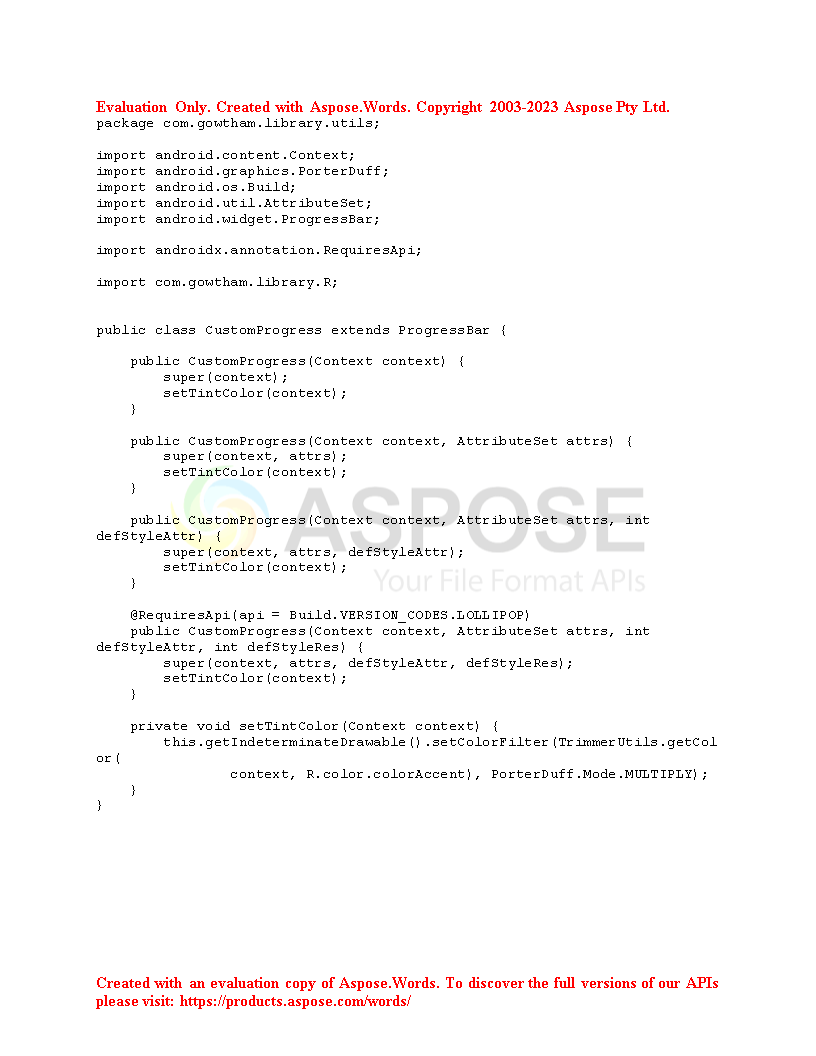 Evaluation Only. Created with Aspose.Words. Copyright 2003-2023 Aspose Pty Ltd.
package com.gowtham.library.utils;

import android.content.Context;
import android.graphics.PorterDuff;
import android.os.Build;
import android.util.AttributeSet;
import android.widget.ProgressBar;

import androidx.annotation.RequiresApi;

import com.gowtham.library.R;


public class CustomProgress extends ProgressBar {

    public CustomProgress(Context context) {
        super(context);
        setTintColor(context);
    }

    public CustomProgress(Context context, AttributeSet attrs) {
        super(context, attrs);
        setTintColor(context);
    }

    public CustomProgress(Context context, AttributeSet attrs, int
defStyleAttr) {
        super(context, attrs, defStyleAttr);
        setTintColor(context);
    }

    @RequiresApi(api = Build.VERSION_CODES.LOLLIPOP)
    public CustomProgress(Context context, AttributeSet attrs, int
defStyleAttr, int defStyleRes) {
        super(context, attrs, defStyleAttr, defStyleRes);
        setTintColor(context);
    }

    private void setTintColor(Context context) {
        this.getIndeterminateDrawable().setColorFilter(TrimmerUtils.getCol
or(
                context, R.color.colorAccent), PorterDuff.Mode.MULTIPLY);
    }
}
ASPOSE
Your File Format APIs
Created with an evaluation copy of Aspose.Words. To discover the full versions of our APIs
please visit: https://products.aspose.com/words/